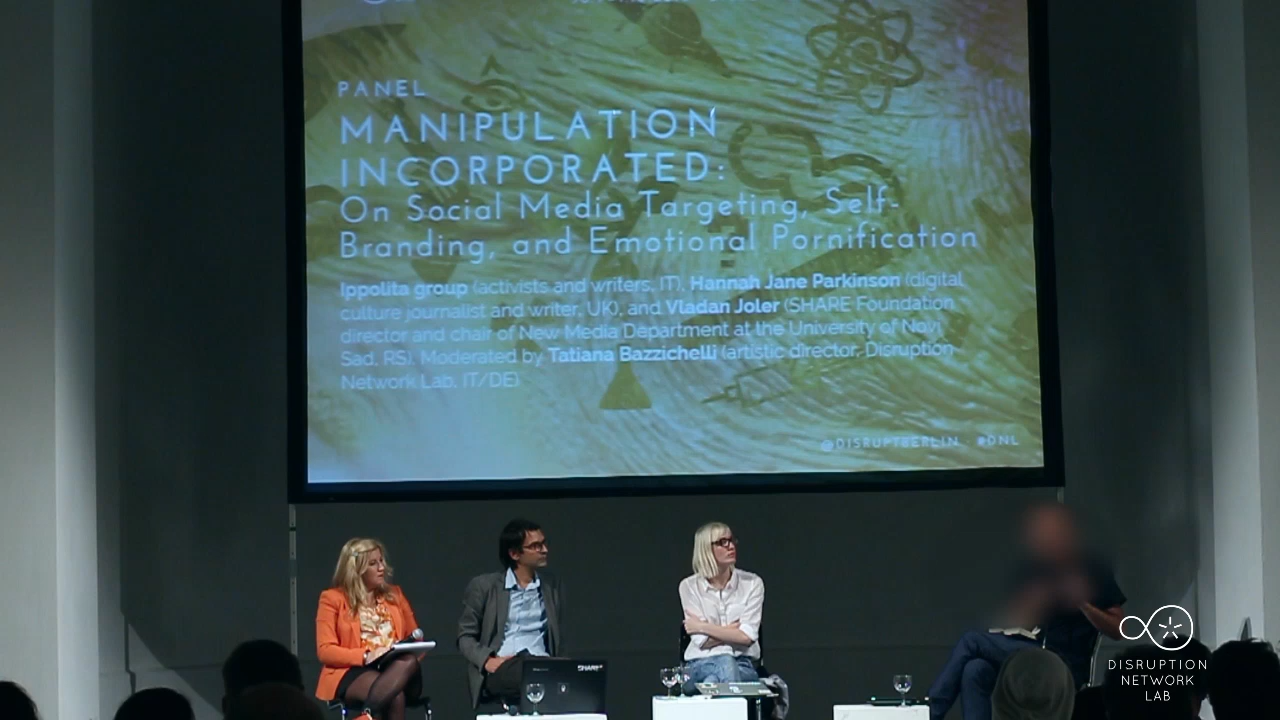 PANEL
MANIPULATION
INCORPORATED:
On Social Media Targeting, Self-
Branding, and Emotional Pornification
Ippolita group (activists and writers, IT), Hannah Jane Parkinson (digital
culture journalist and writer, UK), and Vladan Joler (SHARE Foundation
director and chair of New Media Department at the University of Novi
Sad, RS). Moderated by Tatiana Bazzichelli (artistic director, Disruption
Network Lab, IT/DE)
@DISRUPTBERLIN #DNL
SHARE
DISRUPTION
NETWORK
LAB